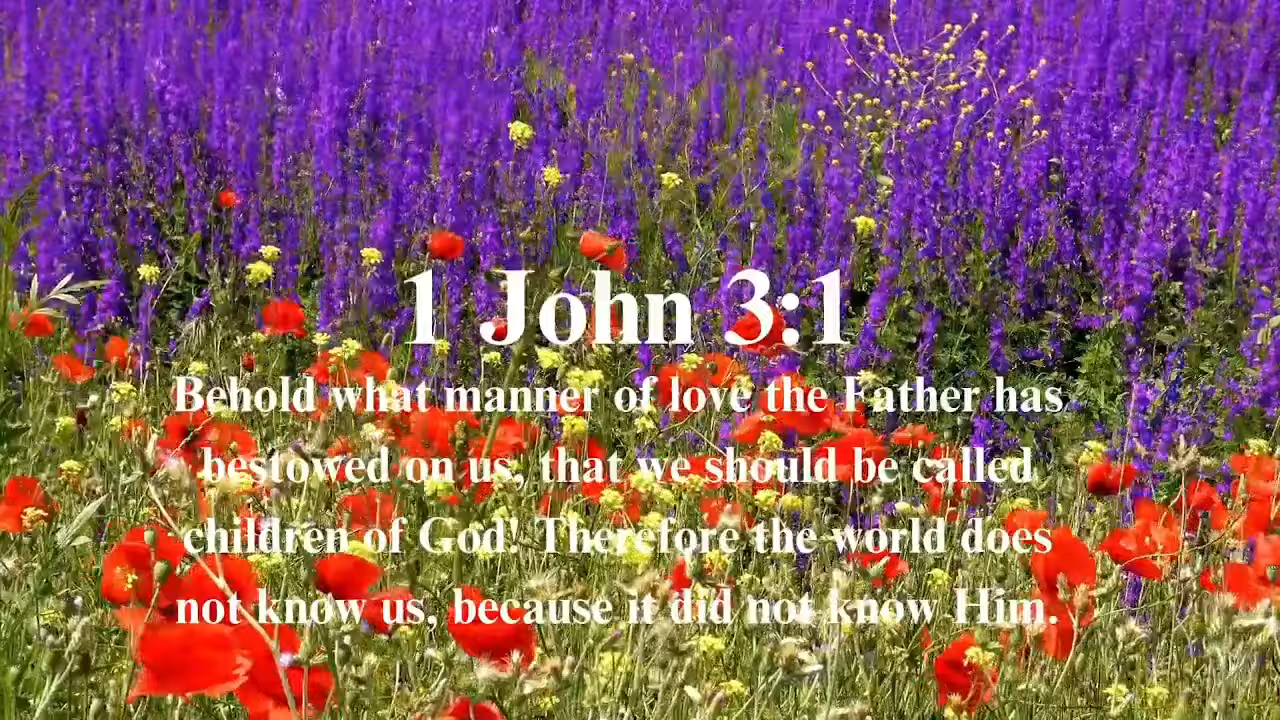 1 John 3:1
Behold what manner of love the Father has
bestowed on us, that we should be called
children of God! Therefore the world does
not know us, because it did not know Him.